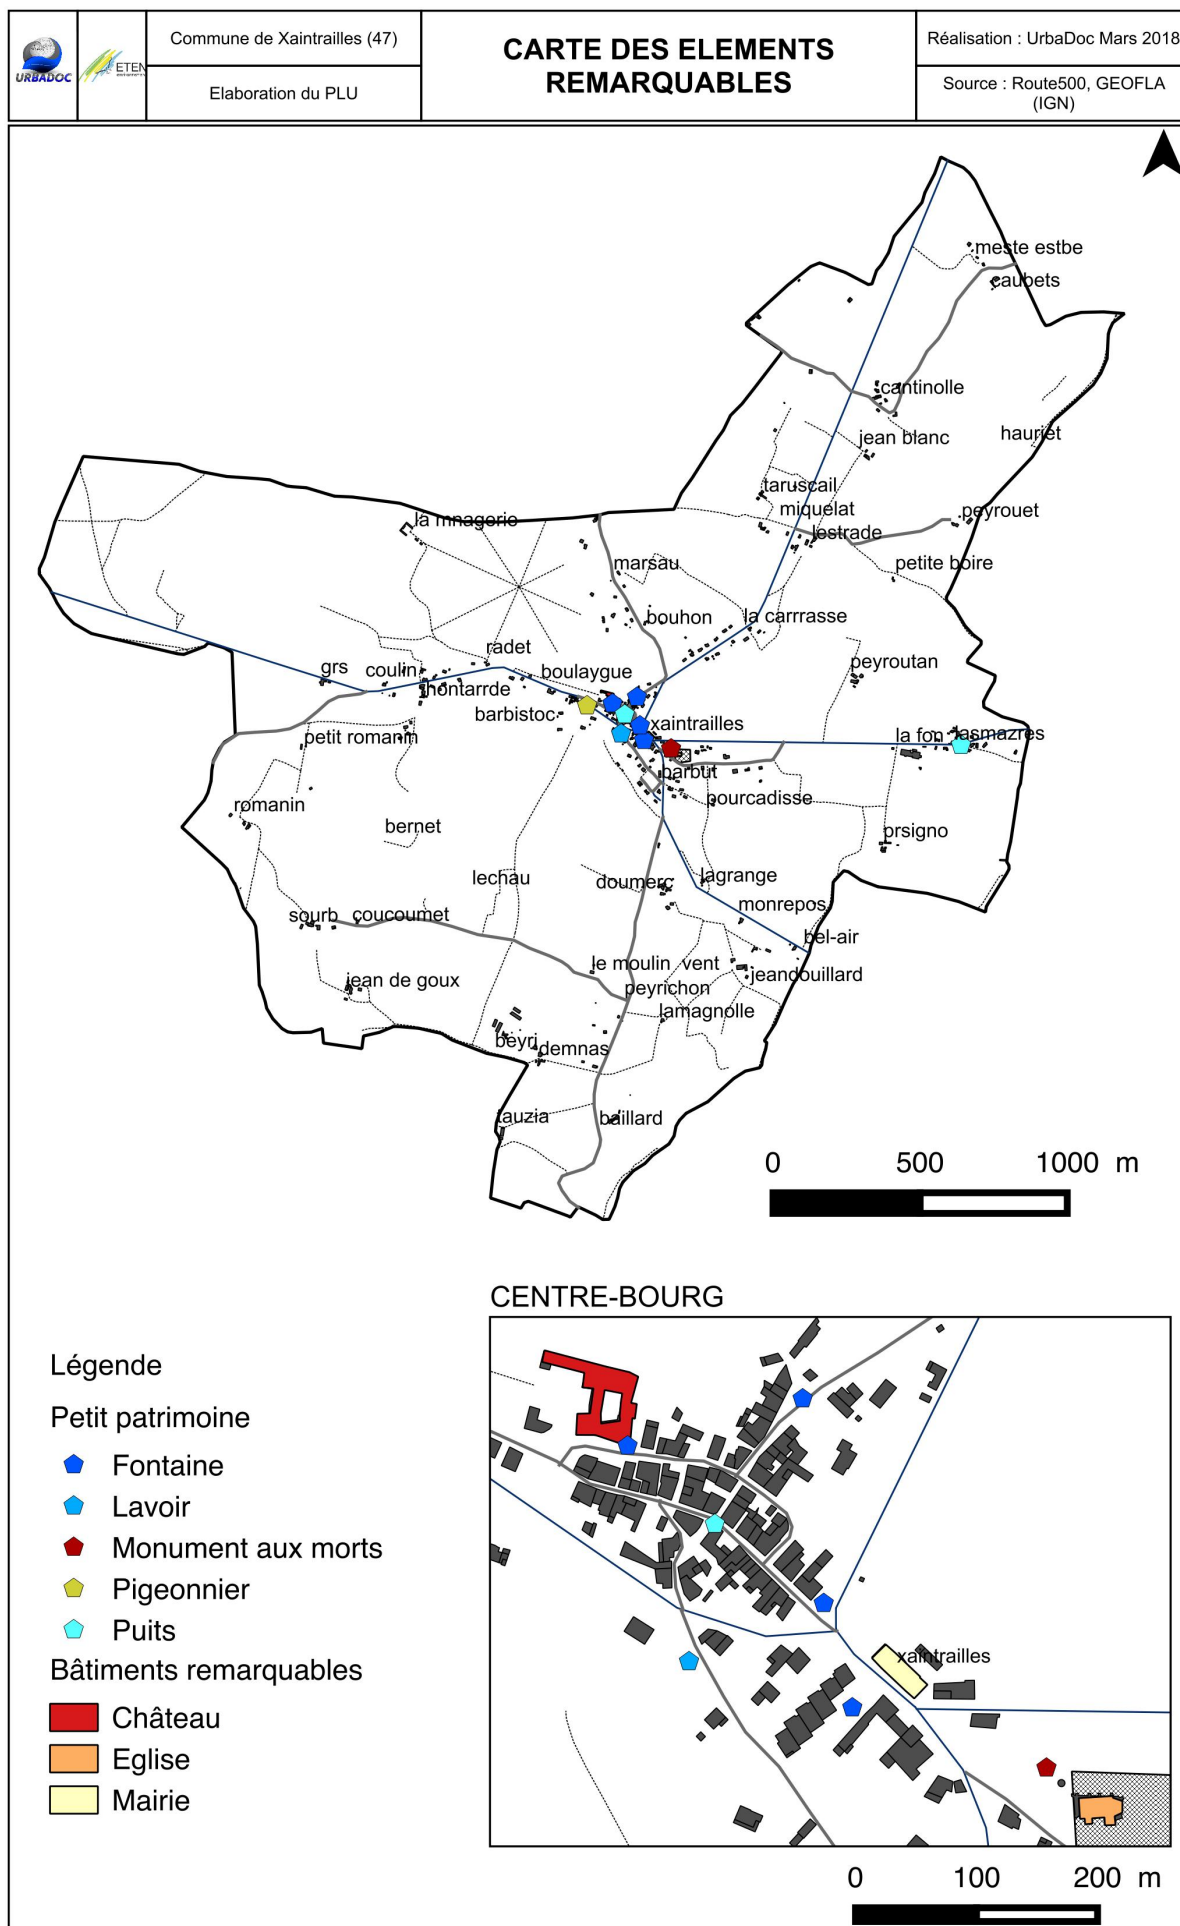 URBADOC
ETEN
Commune de Xaintrailles (47)
Elaboration du PLU
CARTE DES ELEMENTS
REMARQUABLES
Réalisation : UrbaDoc Mars 2018
Source : Route500, GEOFLA
(IGN)
meste estbe
caubets
cantinolle
jean blanc
hauriet
taruscail
miquelat
peyrouet
la mnagerie
lestrade
marsau
petite boire
bouhon
la carrrasse
radet
grs
coulin
boulaygue
peyroutan
hontarrde
barbistoc
xaintrailles
petit romanin
la fon
lasmazres
barbut
pourcadisse
romanin
bernet
prsigno
lechau
doumerc
lagrange
monrepos
sourb
coucoumet
bel-air
le moulin vent
jean de goux
jeandouillard
peyrichon
lamagnolle
beyri
demnas
tauzia
baillard
0 500 1000 m
CENTRE-BOURG
Légende
Petit patrimoine
Fontaine
Lavoir
Monument aux morts
Pigeonnier
Puits
Bâtiments remarquables
Château
Eglise
Mairie
xaintrailles
0 100 200 m